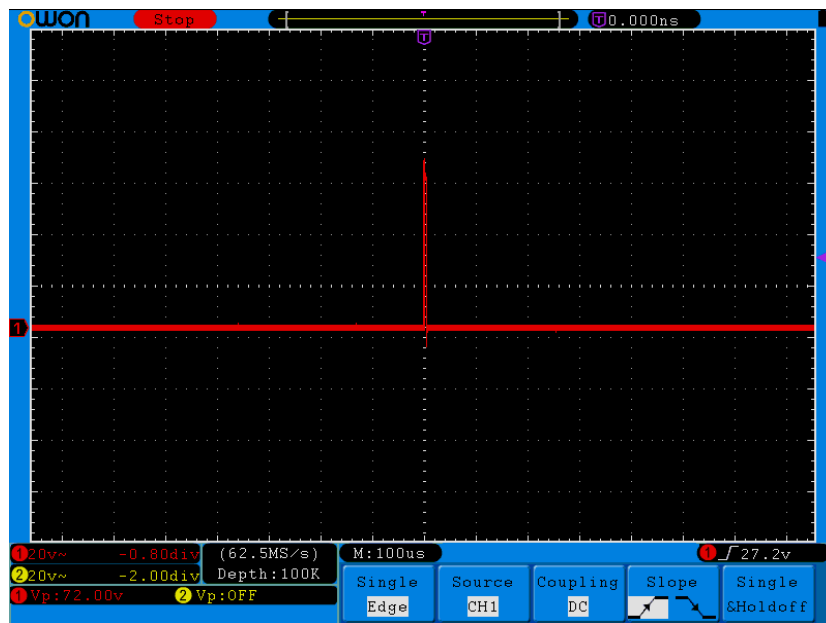 OWON Stop [ T ] T 0.000ns
T
1
1 20v~ -0.80div (62.5MS/s) M:100us 1 27.2v
2 20v~ -2.00div Depth:100K
1 Vp:72.00v 2 Vp:OFF
Single Source Coupling Slope Single
Edge CH1 DC &Holdoff